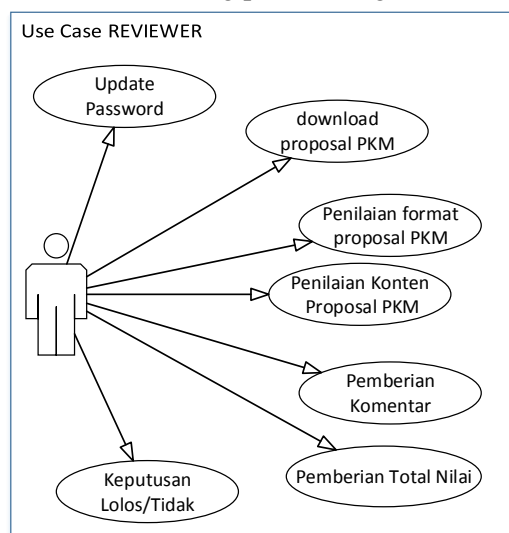 Use Case REVIEWER
Update
Password
download
proposal PKM
Penilaian format
proposal PKM
Penilaian Konten
Proposal PKM
Pemberian
Komentar
Pemberian Total Nilai
Keputusan
Lolos/Tidak